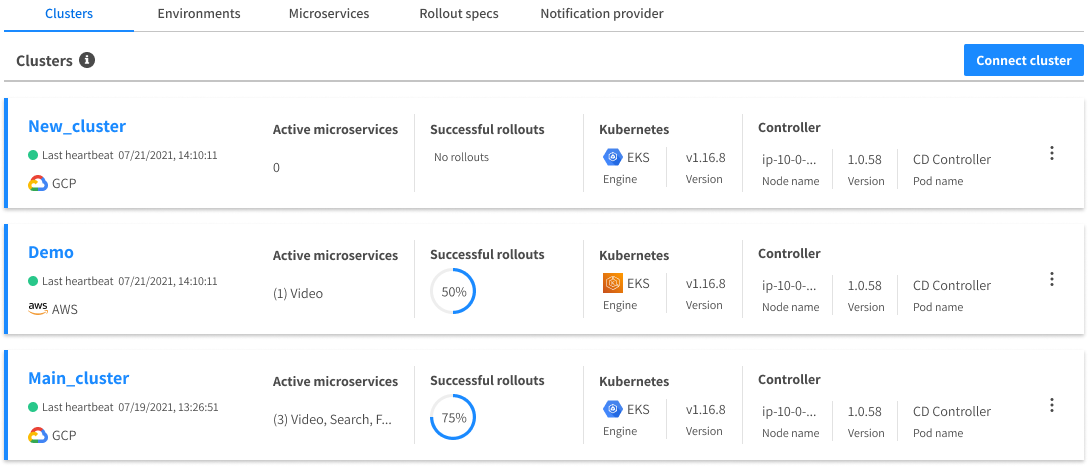 Clusters Environments Microservices Rollout specs Notification provider
Clusters Connect cluster
New_cluster Active microservices Successful rollouts Kubernetes Controller
Last heartbeat 07/21/2021, 14:10:11 0 No rollouts EKS v1.16.8 ip-10-0-... 1.0.58 CD Controller
GCP Engine Version Node name Version Pod name
Demo Active microservices Successful rollouts Kubernetes Controller
Last heartbeat 07/21/2021, 14:10:11 (1) Video 50% EKS v1.16.8 ip-10-0-... 1.0.58 CD Controller
aws AWS Engine Version Node name Version Pod name
Main_cluster Active microservices Successful rollouts Kubernetes Controller
Last heartbeat 07/19/2021, 13:26:51 (3) Video, Search, F... 75% EKS v1.16.8 ip-10-0-... 1.0.58 CD Controller
GCP Engine Version Node name Version Pod name